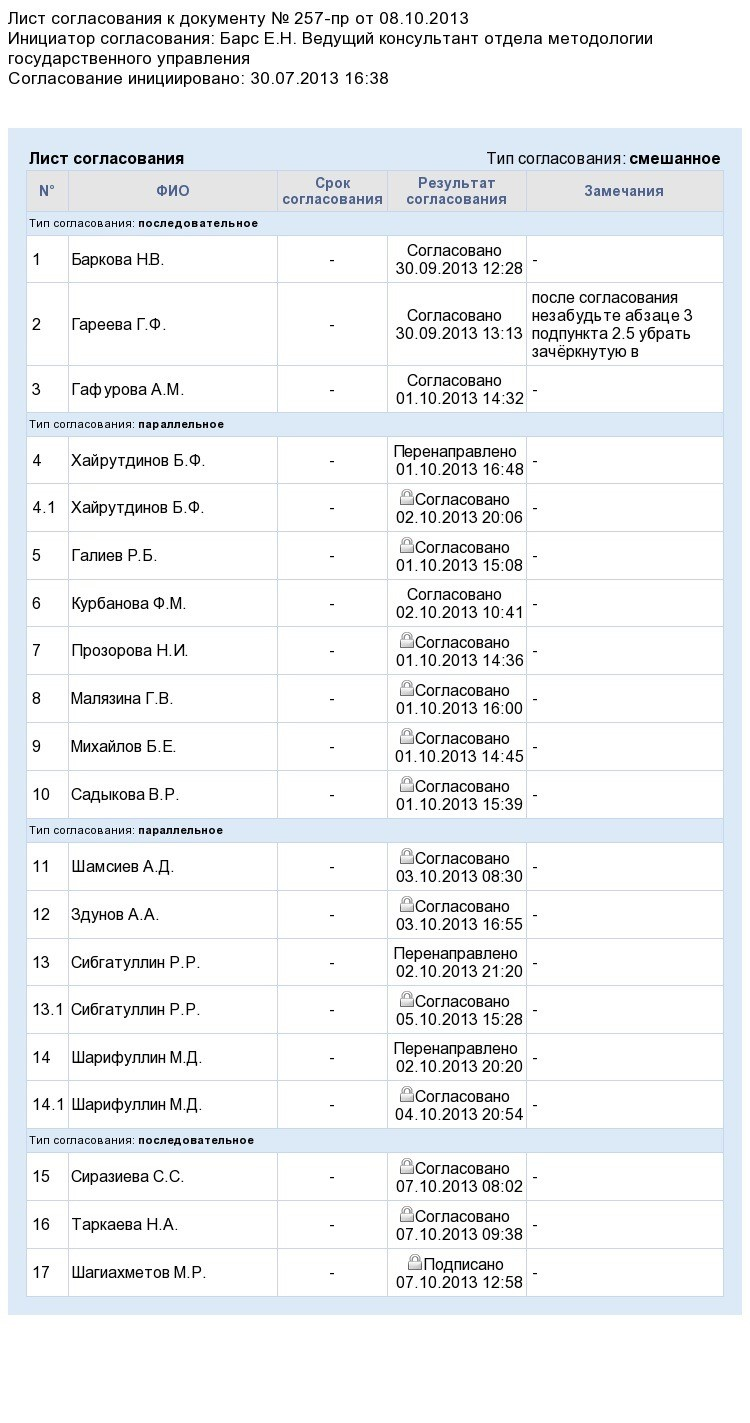 Лист согласования к документу № 257-пр от 08.10.2013
Инициатор согласования: Барс Е.Н. Ведущий консультант отдела методологии
государственного управления
Согласование инициировано: 30.07.2013 16:38
Лист согласования Тип согласования: смешанное
N° ФИО Срок согласования Результат согласования Замечания
Тип согласования: последовательное
1 Баркова Н.В. - Согласовано 30.09.2013 12:28 -
2 Гареева Г.Ф. - Согласовано 30.09.2013 13:13 после согласования
незабудьте абзаце 3
подпункта 2.5 убрать
зачёркнутую в
3 Гафурова А.М. - Согласовано 01.10.2013 14:32 -
Тип согласования: параллельное
4 Хайрутдинов Б.Ф. - Перенаправлено 01.10.2013 16:48 -
4.1 Хайрутдинов Б.Ф. - Согласовано 02.10.2013 20:06 -
5 Галиев Р.Б. - Согласовано 01.10.2013 15:08 -
6 Курбанова Ф.М. - Согласовано 02.10.2013 10:41 -
7 Прозорова Н.И. - Согласовано 01.10.2013 14:36 -
8 Малязина Г.В. - Согласовано 01.10.2013 16:00 -
9 Михайлов Б.Е. - Согласовано 01.10.2013 14:45 -
10 Садыкова В.Р. - Согласовано 01.10.2013 15:39 -
Тип согласования: параллельное
11 Шамсиев А.Д. - Согласовано 03.10.2013 08:30 -
12 Здунов А.А. - Согласовано 03.10.2013 16:55 -
13 Сибгатуллин Р.Р. - Перенаправлено 02.10.2013 21:20 -
13.1 Сибгатуллин Р.Р. - Согласовано 05.10.2013 15:28 -
14 Шарифуллин М.Д. - Перенаправлено 02.10.2013 20:20 -
14.1 Шарифуллин М.Д. - Согласовано 04.10.2013 20:54 -
Тип согласования: последовательное
15 Сиразиева С.С. - Согласовано 07.10.2013 08:02 -
16 Таркаева Н.А. - Согласовано 07.10.2013 09:38 -
17 Шагиахметов М.Р. - Подписано 07.10.2013 12:58 -